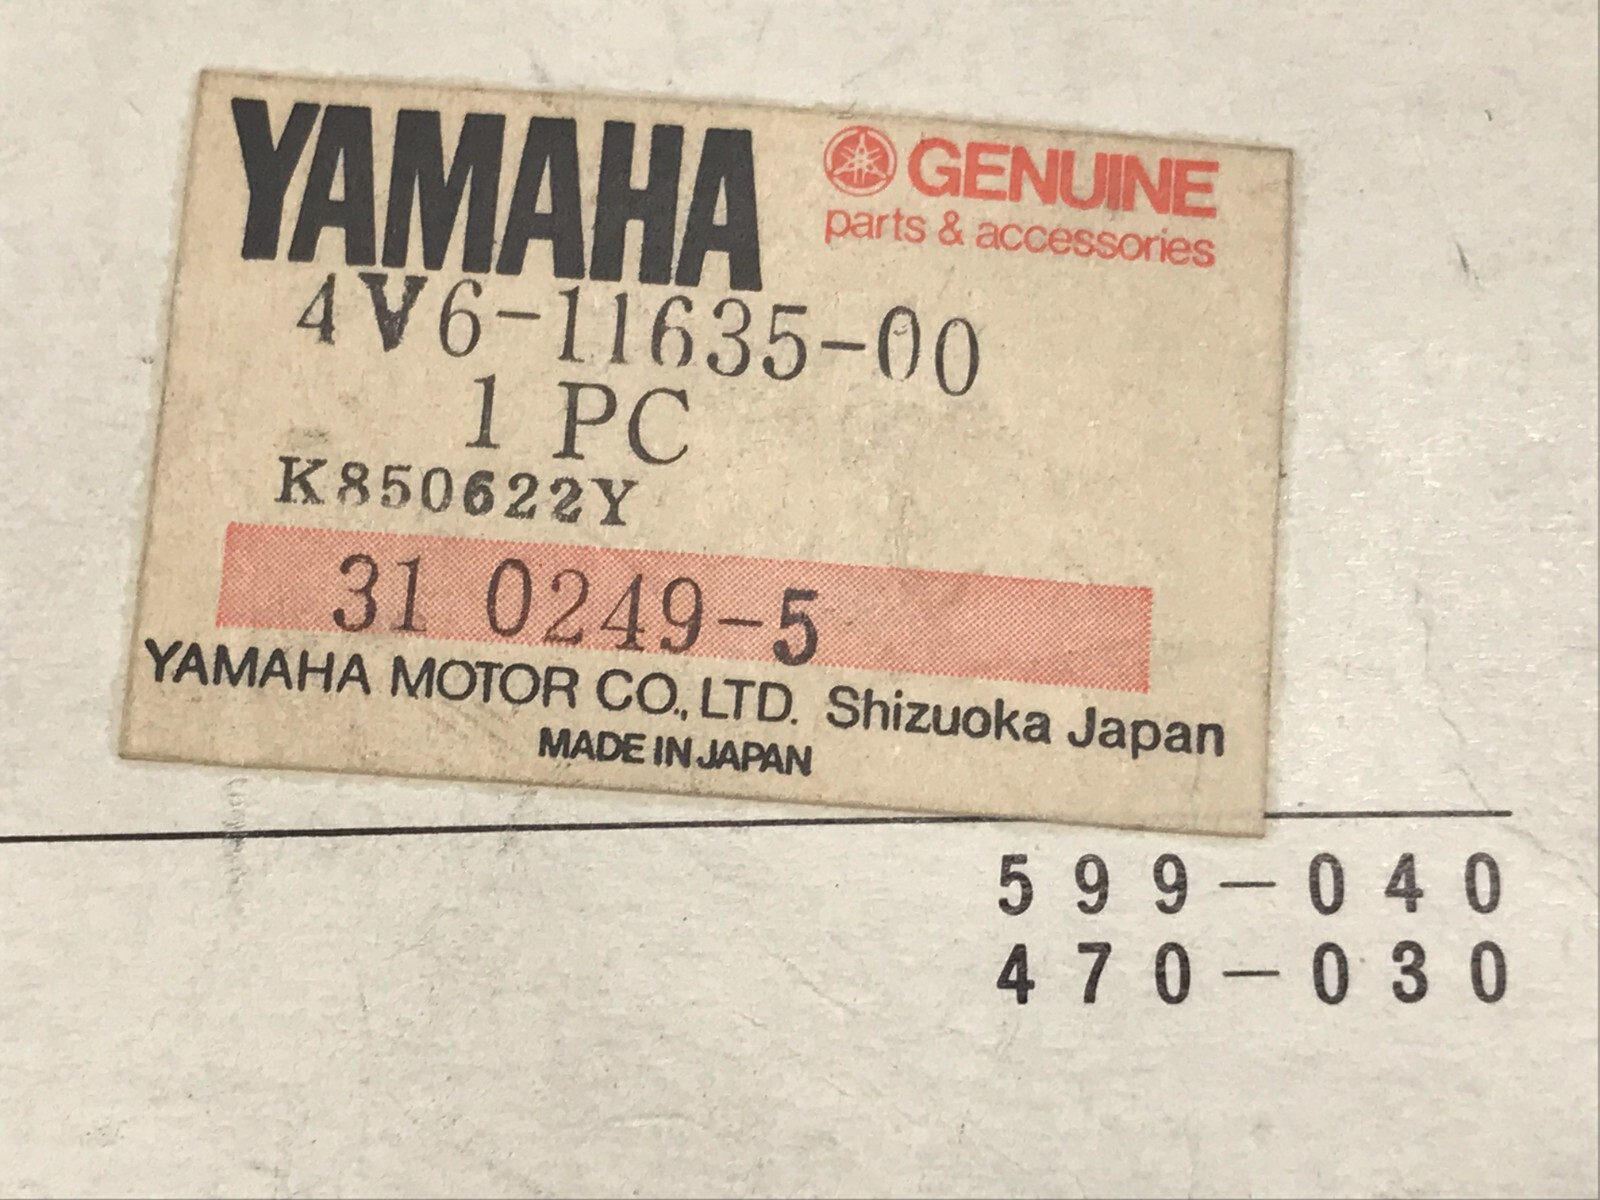 YAMAHA
GENUINE
parts & accessories
4V6-11635-00
1 PC
K850622Y
31 0249-5
YAMAHA MOTOR CO., LTD. Shizuoka Japan
MADE IN JAPAN
599-040
470-030